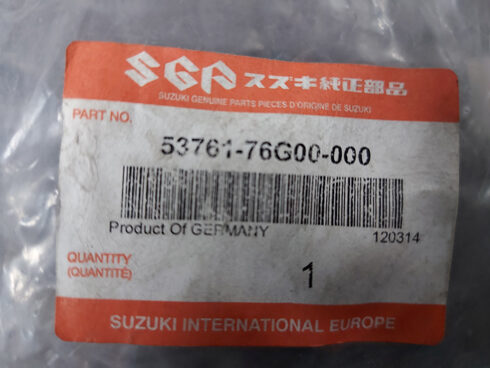 SGP スズキ純正部品
SUZUKI GENUINE PARTS PIECES D'ORIGINE DE SUZUKI
PART NO.
53761-76G00-000
Product Of GERMANY
120314
QUANTITY
(QUANTITÉ)
1
SUZUKI INTERNATIONAL EUROPE